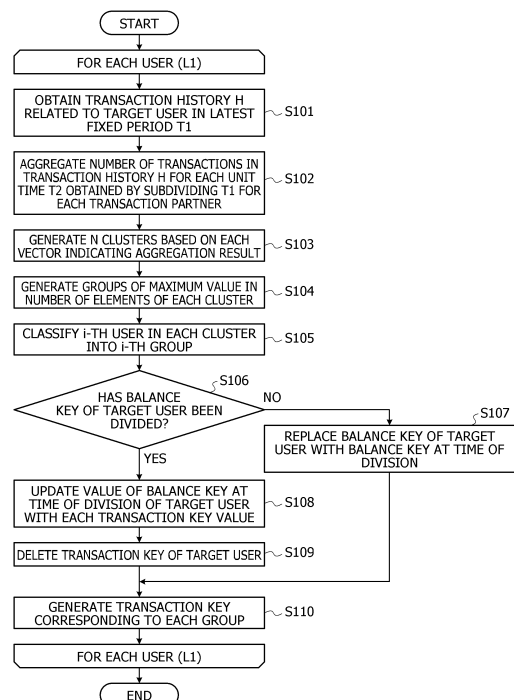 START
FOR EACH USER (L1)
OBTAIN TRANSACTION HISTORY H
RELATED TO TARGET USER IN LATEST
FIXED PERIOD T1
S101
AGGREGATE NUMBER OF TRANSACTIONS IN
TRANSACTION HISTORY H FOR EACH UNIT
TIME T2 OBTAINED BY SUBDIVIDING T1 FOR
EACH TRANSACTION PARTNER
S102
GENERATE N CLUSTERS BASED ON EACH
VECTOR INDICATING AGGREGATION RESULT
S103
GENERATE GROUPS OF MAXIMUM VALUE IN
NUMBER OF ELEMENTS OF EACH CLUSTER
S104
CLASSIFY i-TH USER IN EACH CLUSTER
INTO i-TH GROUP
S105
S106
HAS BALANCE
KEY OF TARGET USER BEEN
DIVIDED?
NO
YES
S107
REPLACE BALANCE KEY OF TARGET
USER WITH BALANCE KEY AT TIME OF
DIVISION
UPDATE VALUE OF BALANCE KEY AT
TIME OF DIVISION OF TARGET USER
WITH EACH TRANSACTION KEY VALUE
S108
DELETE TRANSACTION KEY OF TARGET USER
S109
GENERATE TRANSACTION KEY
CORRESPONDING TO EACH GROUP
S110
FOR EACH USER (L1)
END